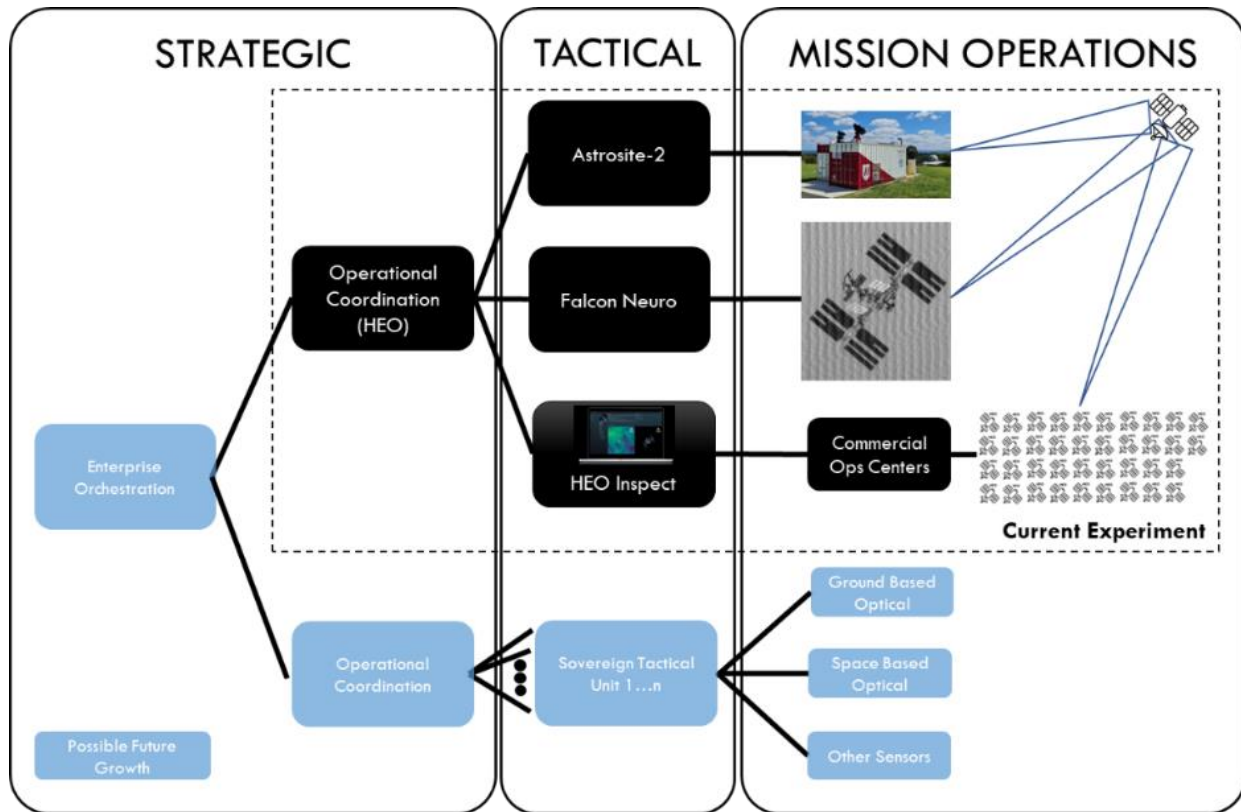 STRATEGIC
TACTICAL
MISSION OPERATIONS
Astrosite-2
Operational
Coordination
(HEO)
Falcon Neuro
HEO Inspect
Commercial
Ops Centers
Current Experiment
Enterprise
Orchestration
Operational
Coordination
Sovereign Tactical
Unit 1...n
Ground Based
Optical
Space Based
Optical
Other Sensors
Possible Future
Growth